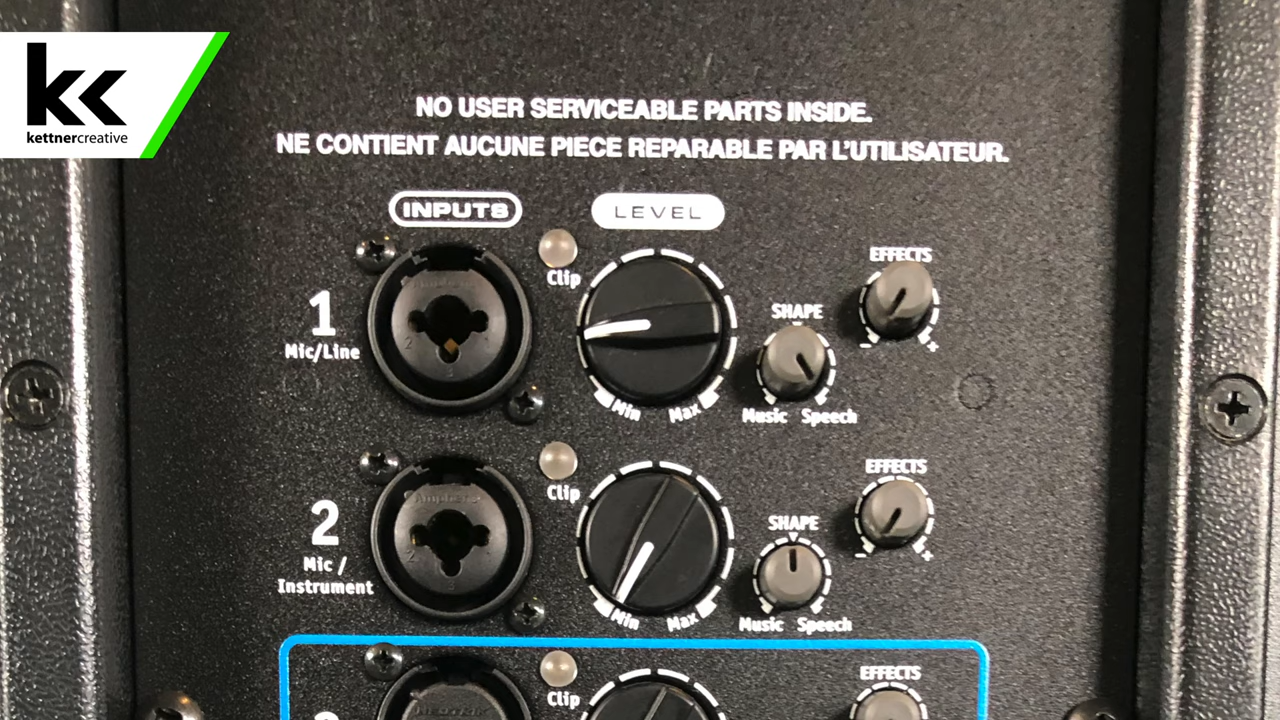 kettnercreative
NO USER SERVICEABLE PARTS INSIDE.
NE CONTIENT AUCUNE PIECE REPARABLE PAR L'UTILISATEUR.
INPUTS
LEVEL
1
Mic/Line
Clip
Min
Max
SHAPE
Music
Speech
EFFECTS
-
+
2
Mic /
Instrument
Clip
Min
Max
SHAPE
Music
Speech
EFFECTS
-
+
Clip
EFFECTS